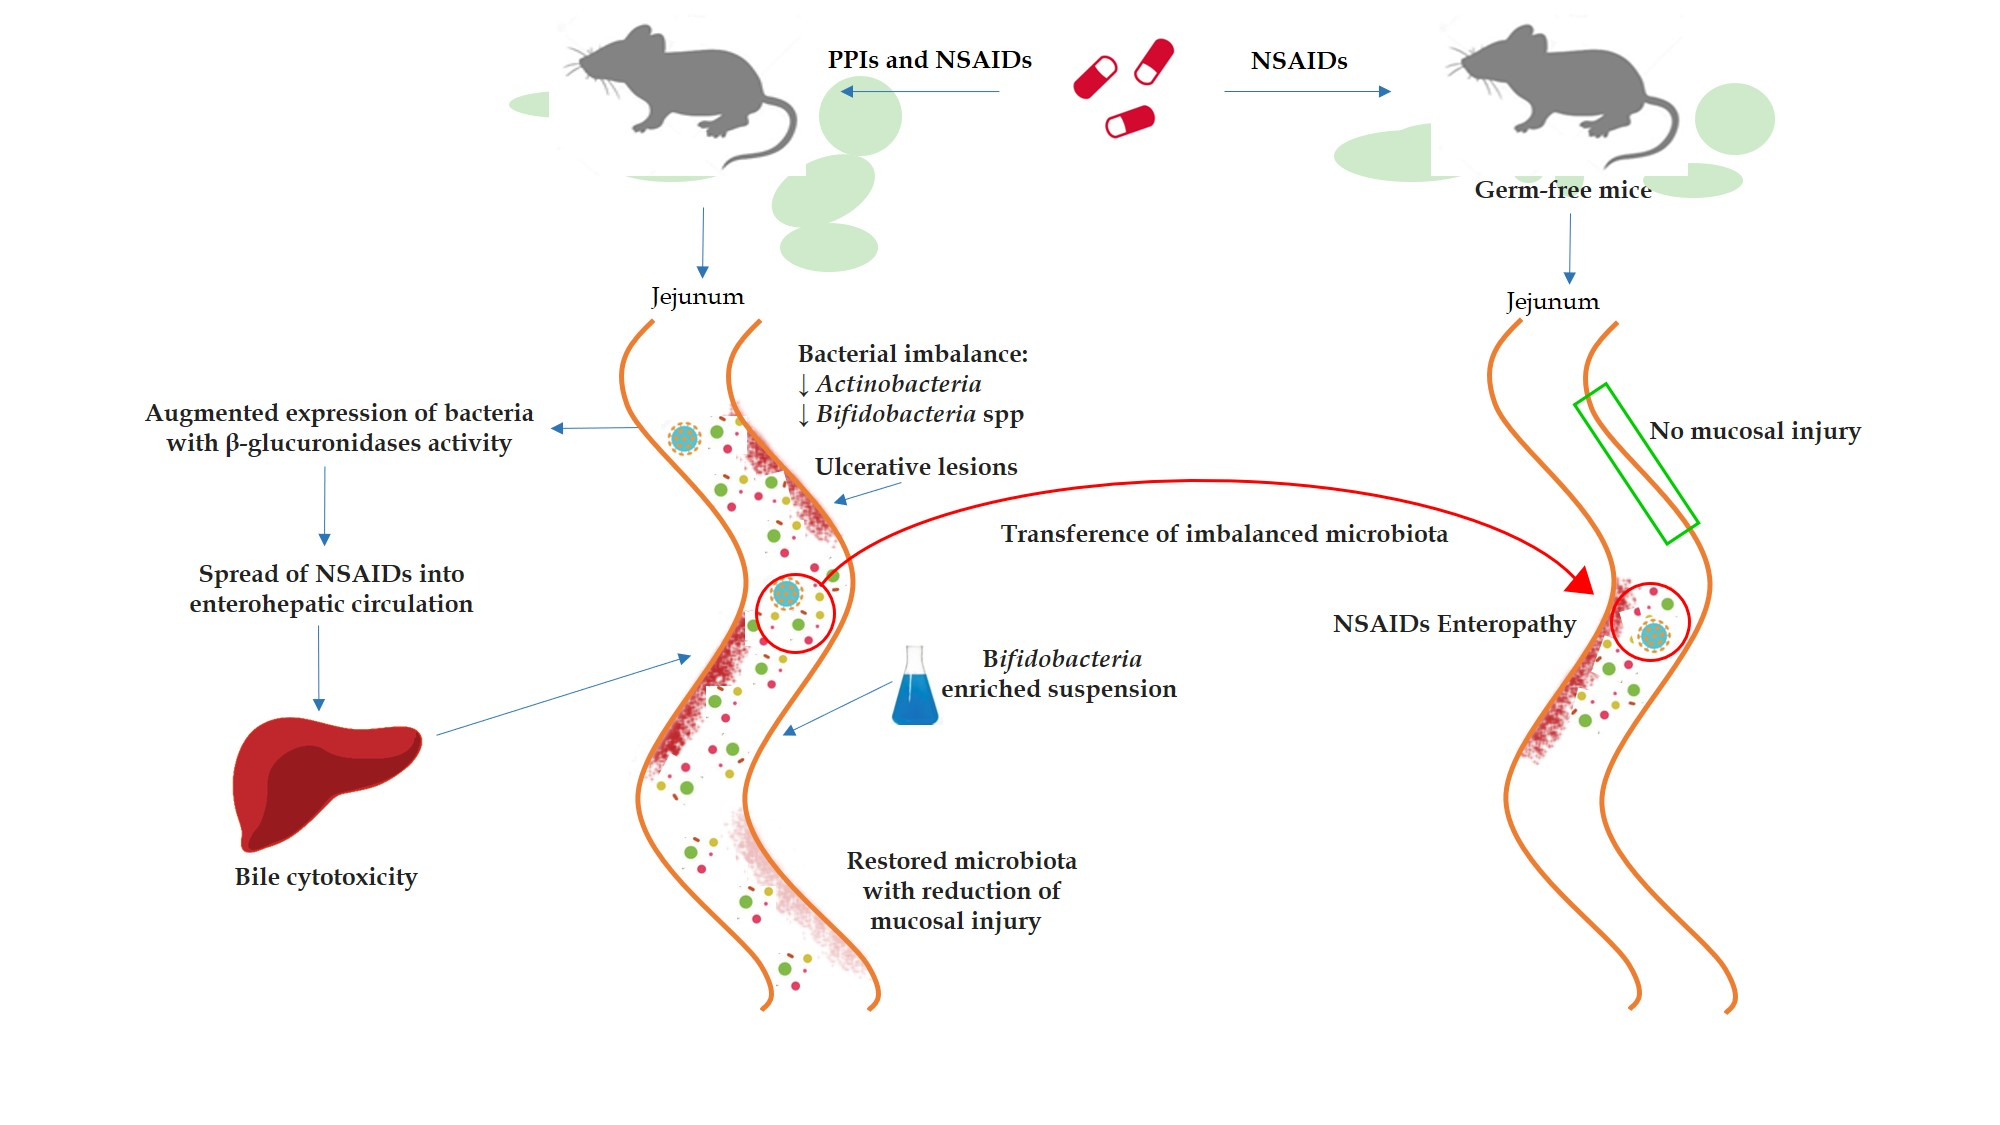 PPIs and NSAIDs
NSAIDs
Germ-free mice
Jejunum
Jejunum
Bacterial imbalance:
↓ Actinobacteria
↓ Bifidobacteria spp
Augmented expression of bacteria
with β-glucuronidases activity
No mucosal injury
Ulcerative lesions
Transference of imbalanced microbiota
Spread of NSAIDs into
enterohepatic circulation
NSAIDs Enteropathy
Bifidobacteria
enriched suspension
Bile cytotoxicity
Restored microbiota
with reduction of
mucosal injury